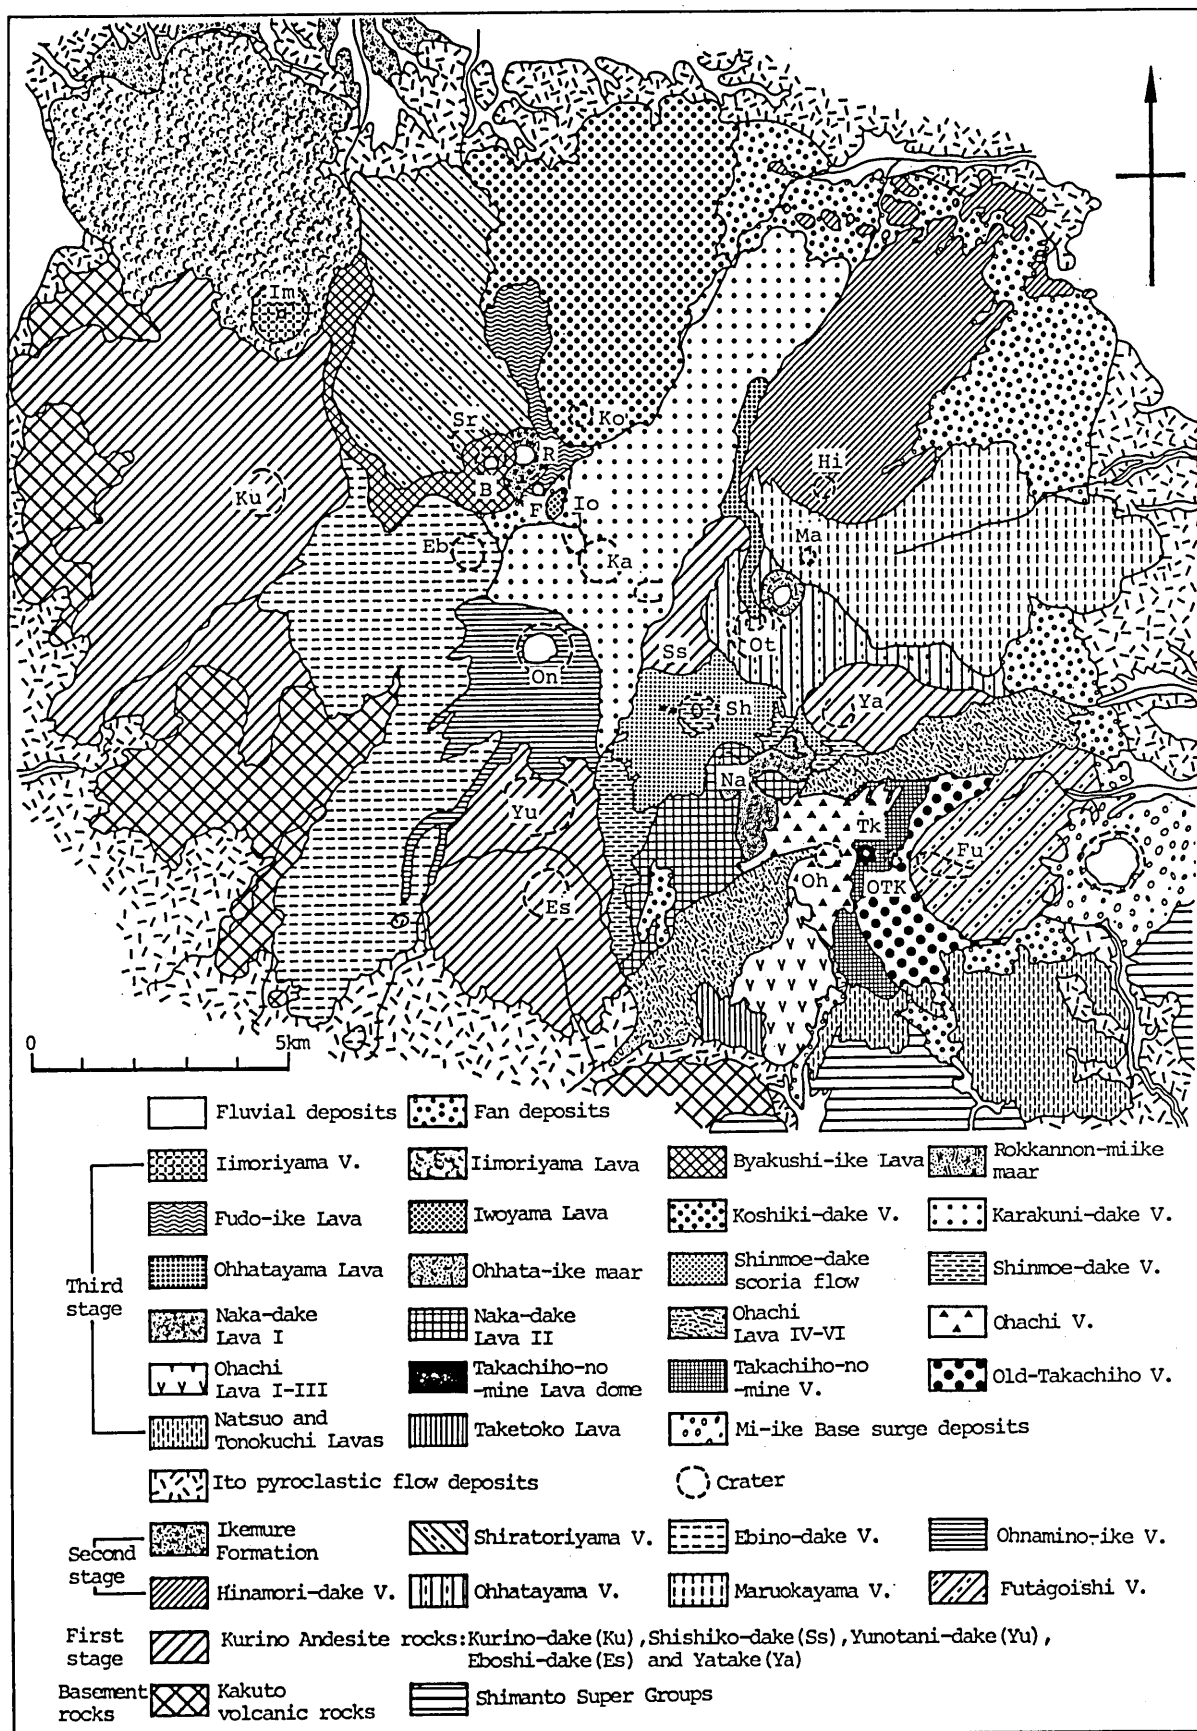 Im
Sr
Ko
R
Ku
B
Hi
F
Io
Eb
Ma
Ka
Ss
Ot
On
Sh
Ya
Na
Yu
Tk
Fu
Oh
OTK
Es
0
5km
Fluvial deposits
Fan deposits
Iimoriyama V.
Iimoriyama Lava
Byakushi-ike Lava
Rokkannon-miike
maar
Fudo-ike Lava
Iwoyama Lava
Koshiki-dake V.
Karakuni-dake V.
Third
stage
Ohhatayama Lava
Ohhata-ike maar
Shinmoe-dake
scoria flow
Shinmoe-dake V.
Naka-dake
Lava I
Naka-dake
Lava II
Ohachi
Lava IV-VI
Ohachi V.
Ohachi
Lava I-III
Takachiho-no
-mine Lava dome
Takachiho-no
-mine V.
Old-Takachiho V.
Natsuo and
Tonokuchi Lavas
Taketoko Lava
Mi-ike Base surge deposits
Ito pyroclastic flow deposits
Crater
Second
stage
Ikemure
Formation
Shiratoriyama V.
Ebino-dake V.
Ohnamino-ike V.
Hinamori-dake V.
Ohhatayama V.
Maruokayama V.
Futagoishi V.
First
stage
Kurino Andesite rocks:Kurino-dake(Ku),Shishiko-dake(Ss),Yunotani-dake(Yu),
Eboshi-dake(Es) and Yatake(Ya)
Basement
rocks
Kakuto
volcanic rocks
Shimanto Super Groups